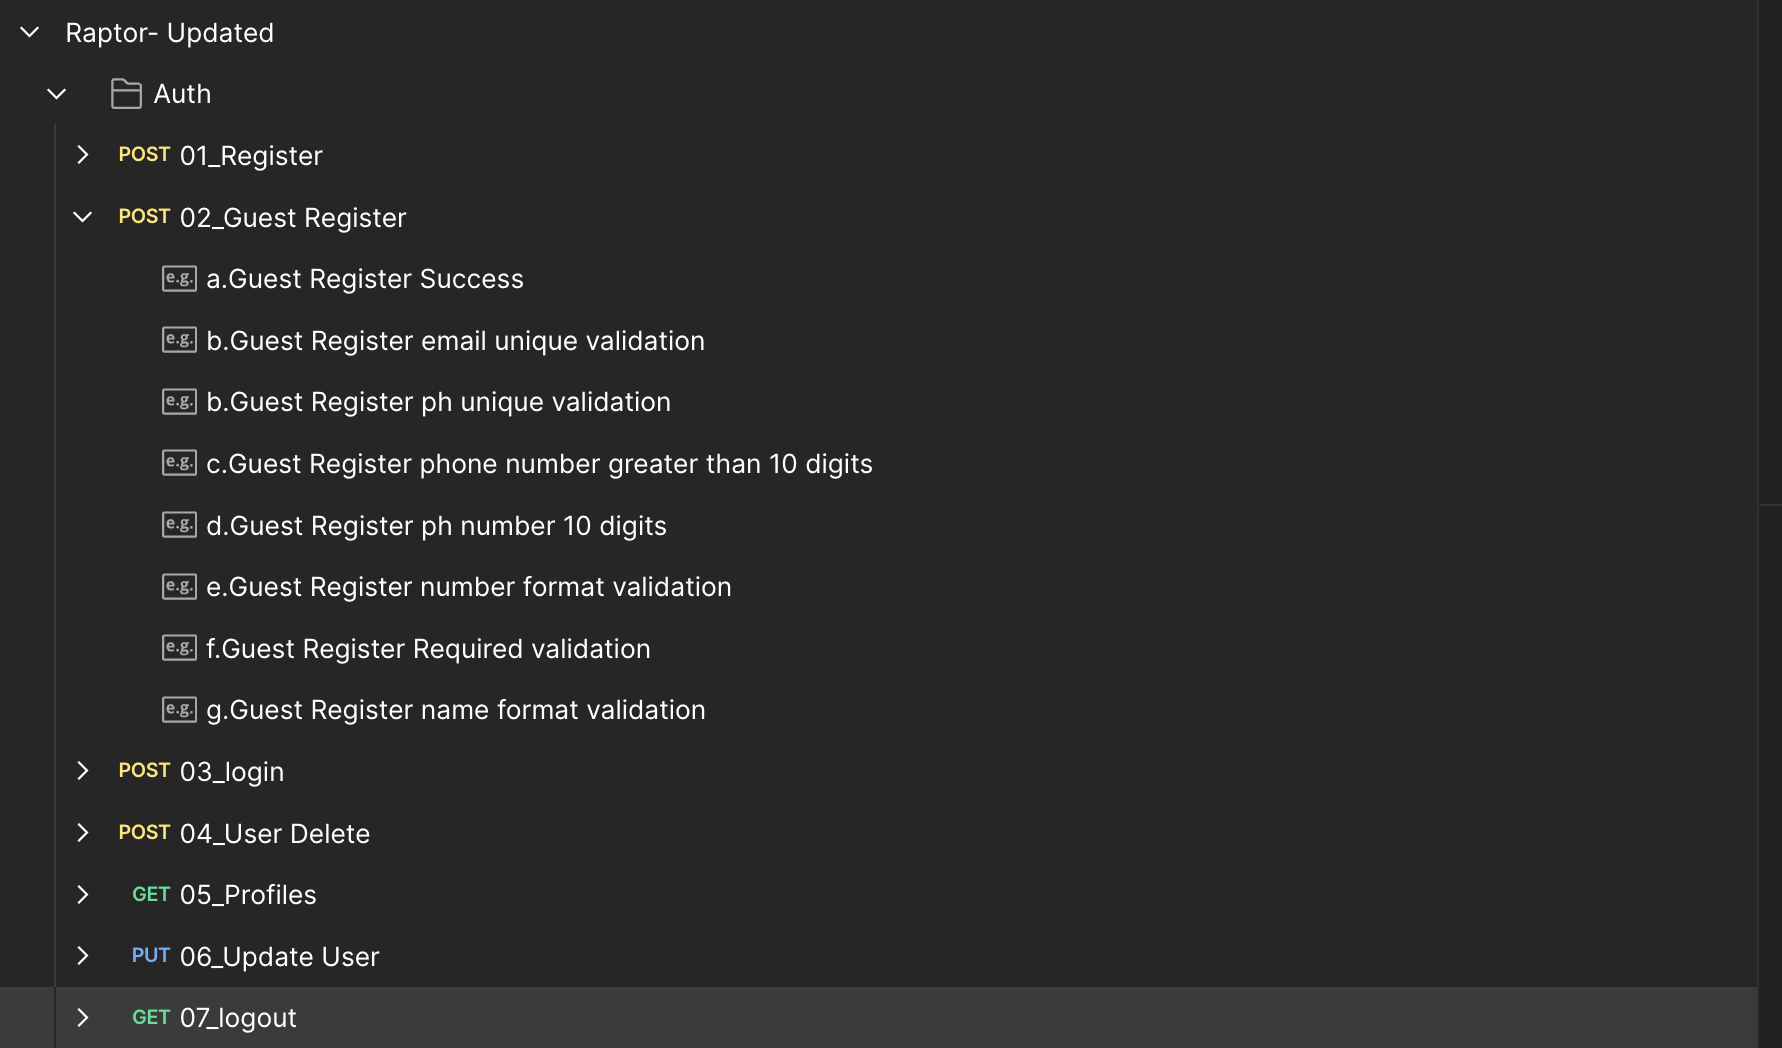 Raptor- Updated
Auth
POST 01_Register
POST 02_Guest Register
e.g. a.Guest Register Success
e.g. b.Guest Register email unique validation
e.g. b.Guest Register ph unique validation
e.g. c.Guest Register phone number greater than 10 digits
e.g. d.Guest Register ph number 10 digits
e.g. e.Guest Register number format validation
e.g. f.Guest Register Required validation
e.g. g.Guest Register name format validation
POST 03_login
POST 04_User Delete
GET 05_Profiles
PUT 06_Update User
GET 07_logout